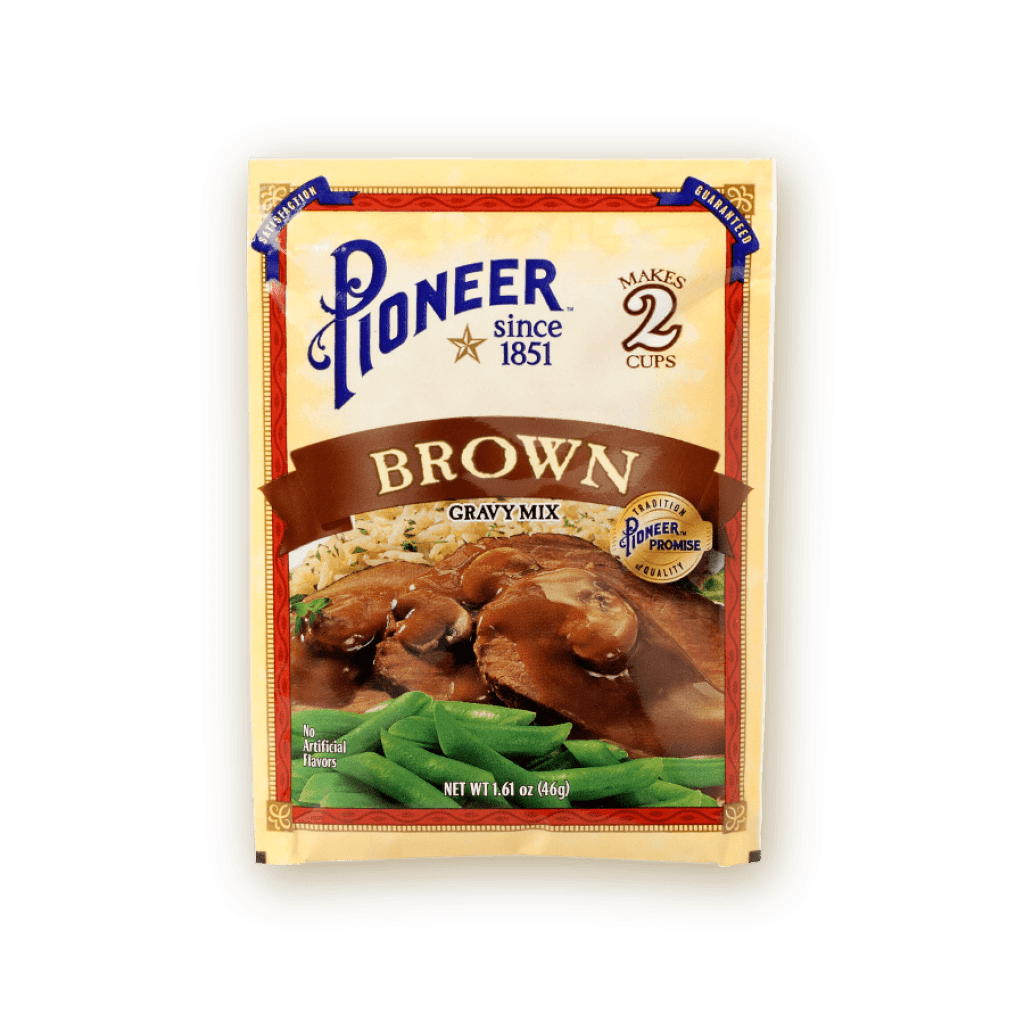 SATISFACTION
GUARANTEED
PIONEER™
since
1851
MAKES
2
CUPS
BROWN
GRAVY MIX
TRADITION
PIONEER™
PROMISE
of QUALITY
No
Artificial
Flavors
NET WT 1.61 oz (46g)